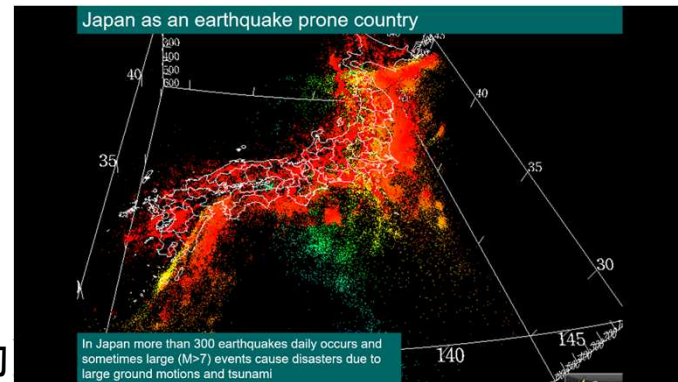 Japan as an earthquake prone country
300
400
500
600
40
40
35
35
30
145
140
In Japan more than 300 earthquakes daily occurs and
sometimes large (M>7) events cause disasters due to
large ground motions and tsunami